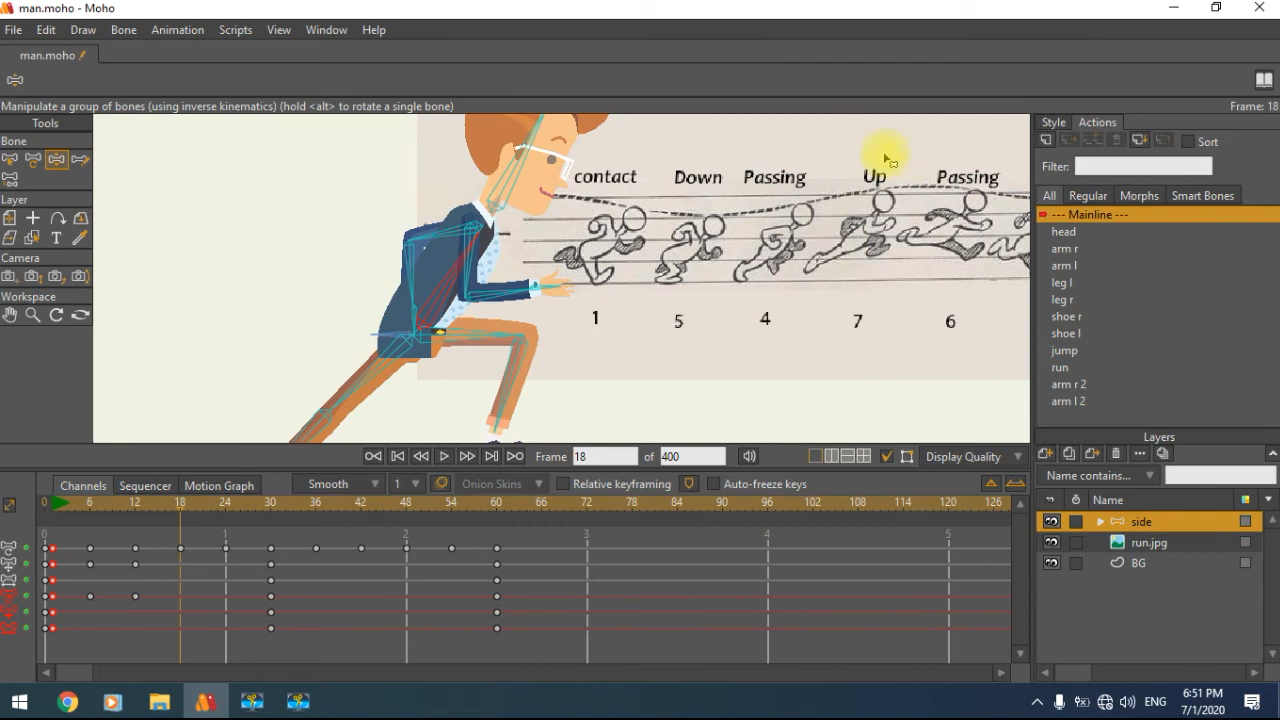 man.moho - Moho
File Edit Draw Bone Animation Scripts View Window Help
man.moho
Manipulate a group of bones (using inverse kinematics) (hold <alt> to rotate a single bone)
Frame: 18
Tools
Bone
Layer
Camera
Workspace
contact Down Passing Up Passing
1 5 4 7 6
Style Actions
Sort
Filter:
All Regular Morphs Smart Bones
--- Mainline ---
head
arm r
arm l
leg l
leg r
shoe r
shoe l
jump
run
arm r 2
arm l 2
Layers
Name contains...
Name
side
run.jpg
BG
Frame 18 of 400 Display Quality
Channels Sequencer Motion Graph Smooth 1 Onion Skins Relative keyframing Auto-freeze keys
0 6 12 18 24 30 36 42 48 54 60 66 72 78 84 90 96 102 108 114 120 126
0 1 2 3 4 5
ENG
6:51 PM
7/1/2020